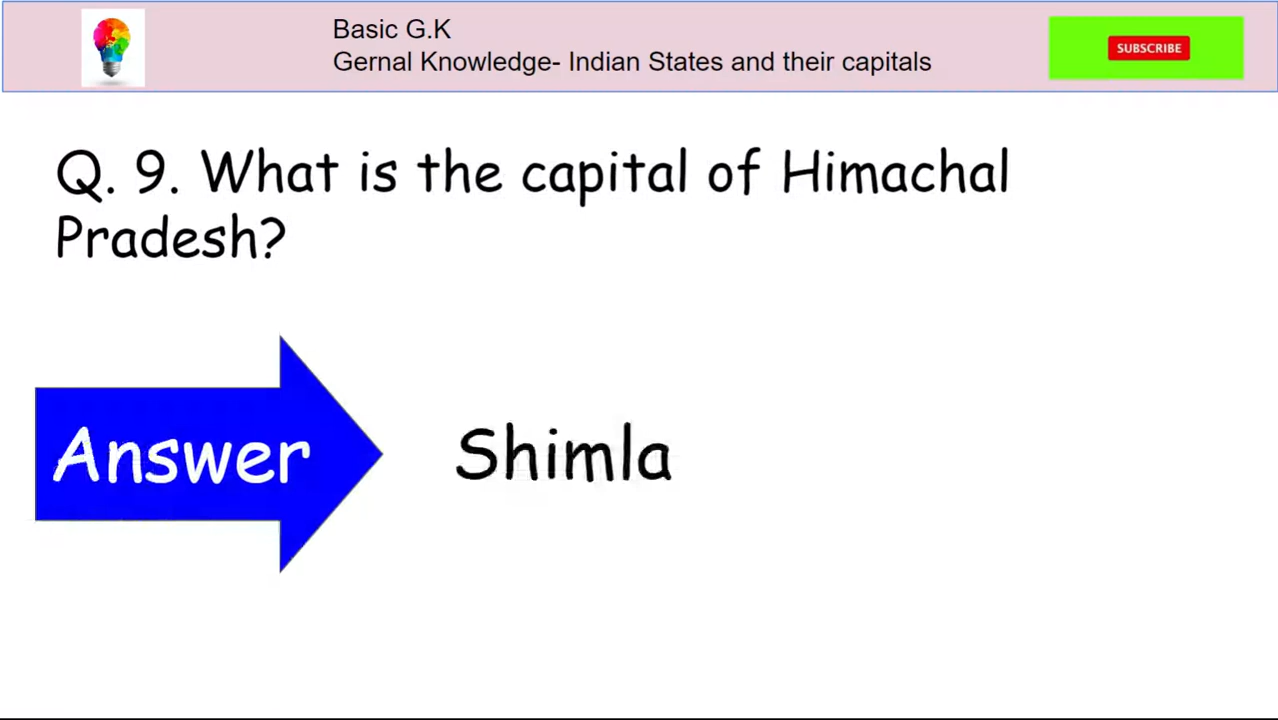 Basic G.K
Gernal Knowledge- Indian States and their capitals
SUBSCRIBE
Q. 9. What is the capital of Himachal
Pradesh?
Answer
Shimla